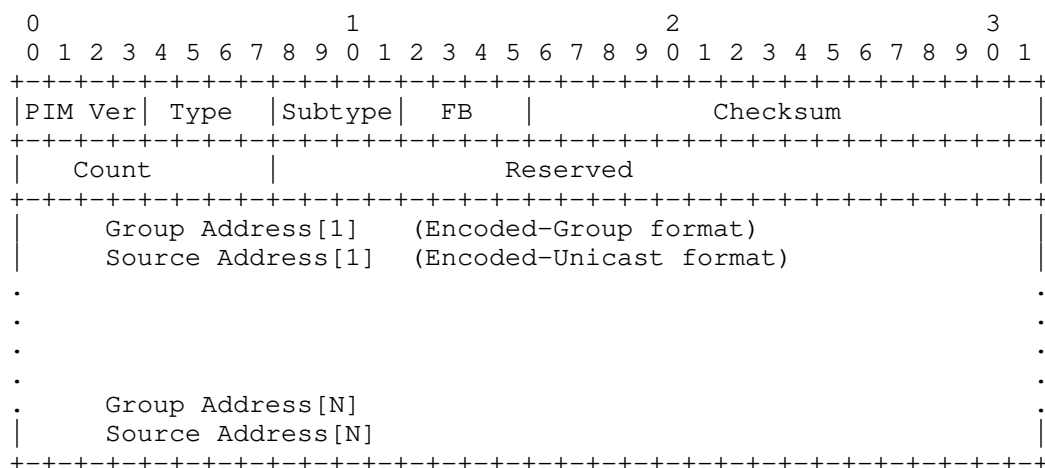 0                   1                   2                   3
 0 1 2 3 4 5 6 7 8 9 0 1 2 3 4 5 6 7 8 9 0 1 2 3 4 5 6 7 8 9 0 1
+-+-+-+-+-+-+-+-+-+-+-+-+-+-+-+-+-+-+-+-+-+-+-+-+-+-+-+-+-+-+-+-+
|PIM Ver| Type  |Subtype|  FB   |           Checksum            |
+-+-+-+-+-+-+-+-+-+-+-+-+-+-+-+-+-+-+-+-+-+-+-+-+-+-+-+-+-+-+-+-+
|   Count       |              Reserved                         |
+-+-+-+-+-+-+-+-+-+-+-+-+-+-+-+-+-+-+-+-+-+-+-+-+-+-+-+-+-+-+-+-+
|     Group Address[1]   (Encoded-Group format)                 |
|     Source Address[1]  (Encoded-Unicast format)               |
.                                                               .
.                                                               .
.                                                               .
.                                                               .
.     Group Address[N]                                          .
|     Source Address[N]                                         |
+-+-+-+-+-+-+-+-+-+-+-+-+-+-+-+-+-+-+-+-+-+-+-+-+-+-+-+-+-+-+-+-+